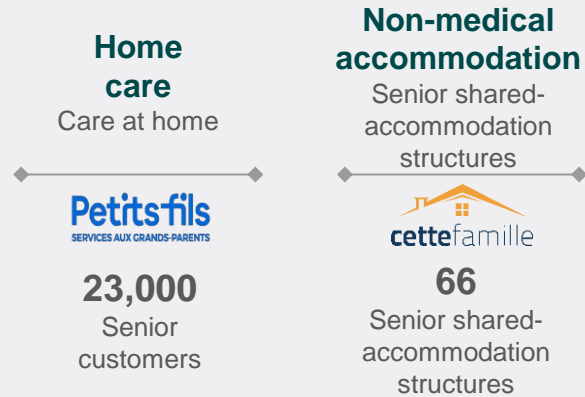 Home
care
Care at home
Petits-fils
SERVICES AUX GRANDS-PARENTS
23,000
Senior
customers
Non-medical
accommodation
Senior shared-
accommodation
structures
cettefamille
66
Senior shared-
accommodation
structures